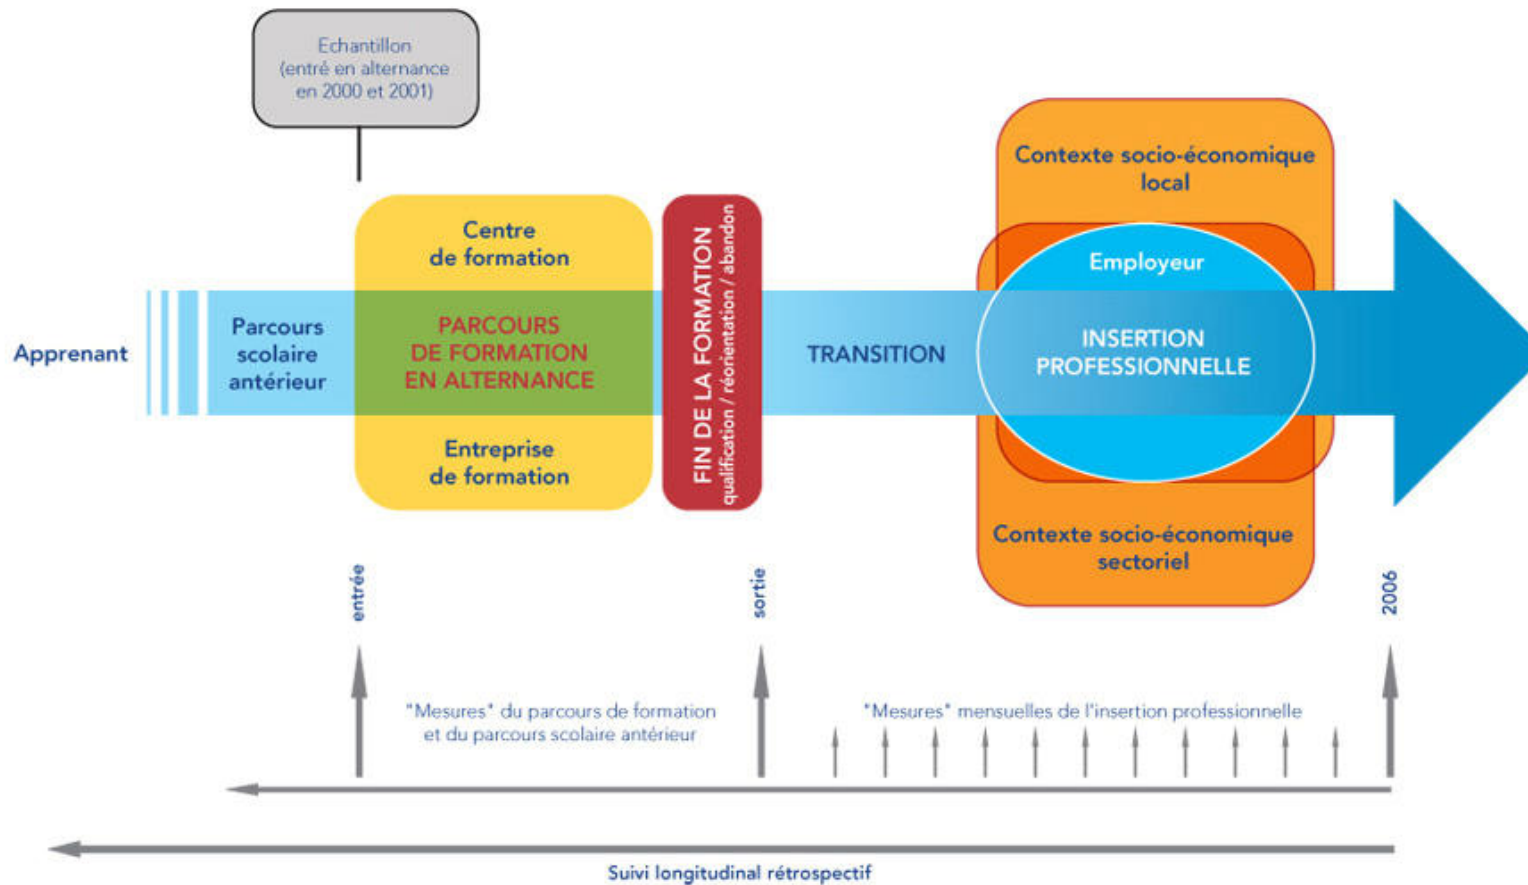 Echantillon
(entré en alternance
en 2000 et 2001)
Contexte socio-économique
local
Centre
de formation
Employeur
Apprenant
Parcours
scolaire
antérieur
PARCOURS
DE FORMATION
EN ALTERNANCE
FIN DE LA FORMATION
qualification / réorientation / abandon
TRANSITION
INSERTION
PROFESSIONNELLE
Entreprise
de formation
Contexte socio-économique
sectoriel
entrée
sortie
2006
"Mesures" du parcours de formation
et du parcours scolaire antérieur
"Mesures" mensuelles de l'insertion professionnelle
Suivi longitudinal rétrospectif